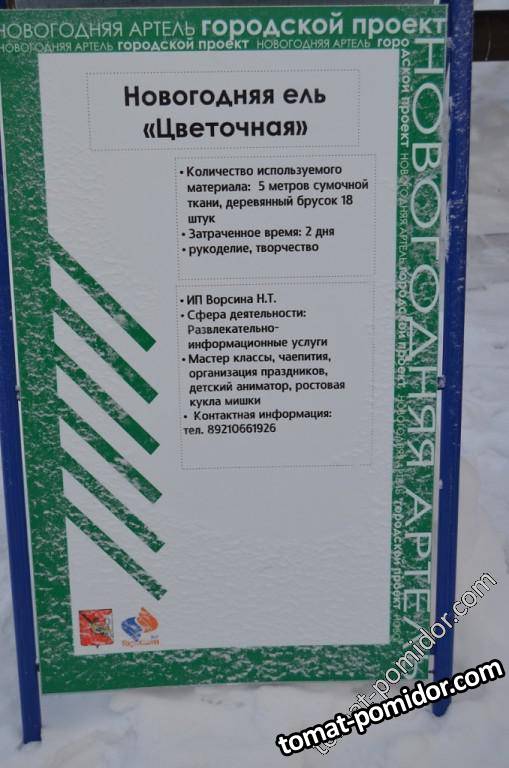 НОВОГОДНЯЯ АРТЕЛЬ ГОРОДСКОЙ ПРОЕКТ
НОВОГОДНЯЯ АРТЕЛЬ ГОРОДСКОЙ ПРОЕКТ НОВОГОДНЯЯ АРТЕЛЬ ГОРОДСКОЙ ПРОЕКТ НОВОГОДНЯЯ АРТЕЛЬ ГОРОДСКОЙ ПРОЕКТ НОВОГОДНЯЯ АРТЕЛЬ ГОРОДСКОЙ ПРОЕКТ
НОВОГОДНЯЯ АРТЕЛЬ
Новогодняя ель
«Цветочная»
• Количество используемого
материала: 5 метров сумочной
ткани, деревянный брусок 18
штук
• Затраченное время: 2 дня
• рукоделие, творчество
• ИП Ворсина Н.Т.
• Сфера деятельности:
Развлекательно-
информационные услуги
• Мастер классы, чаепития,
организация праздников,
детский аниматор, ростовая
кукла мишки
• Контактная информация:
тел. 89210661926
tomat-pomidor.com
tomat-pomidor.com